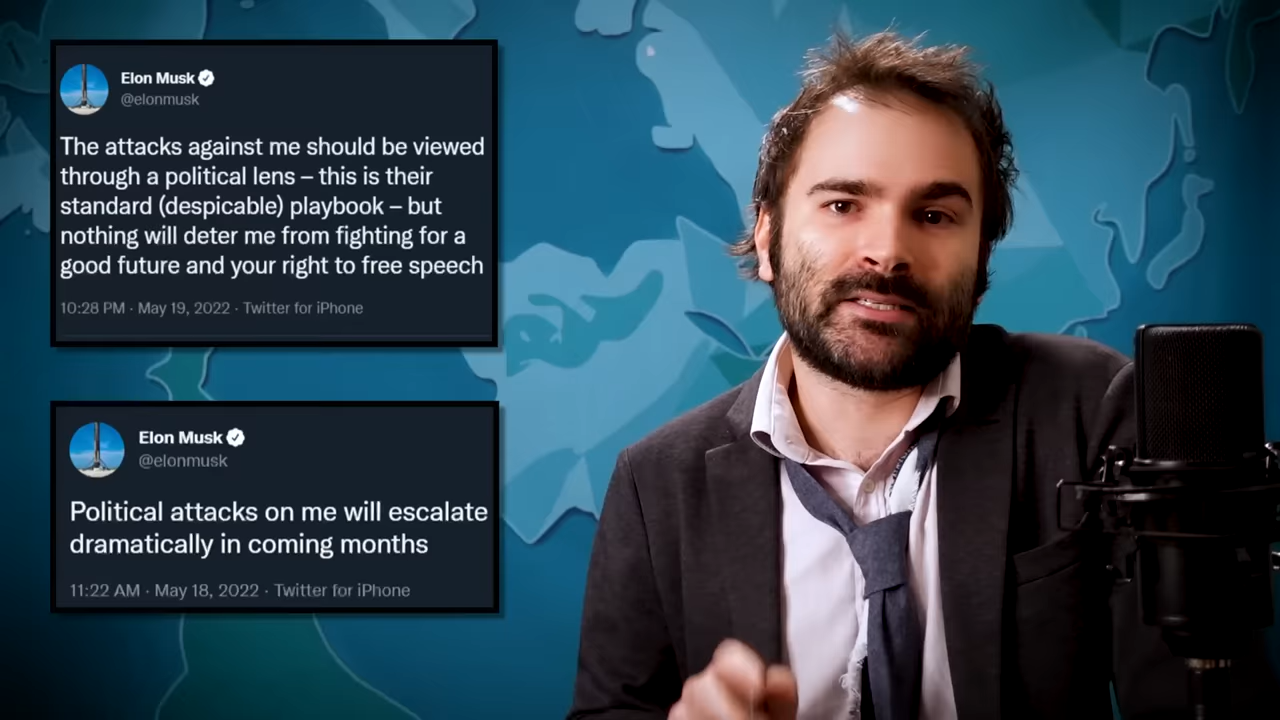 Elon Musk
@elonmusk
The attacks against me should be viewed
through a political lens – this is their
standard (despicable) playbook – but
nothing will deter me from fighting for a
good future and your right to free speech
10:28 PM · May 19, 2022 · Twitter for iPhone
Elon Musk
@elonmusk
Political attacks on me will escalate
dramatically in coming months
11:22 AM · May 18, 2022 · Twitter for iPhone